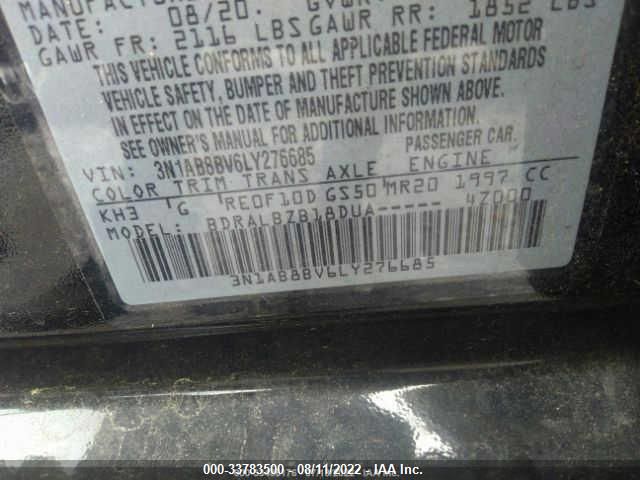 MANUFACTURE
DATE: 08/20 GVWR
GAWR FR: 2116 LBS GAWR RR: 1852 LBS
THIS VEHICLE CONFORMS TO ALL APPLICABLE FEDERAL MOTOR
VEHICLE SAFETY, BUMPER AND THEFT PREVENTION STANDARDS
IN EFFECT ON THE DATE OF MANUFACTURE SHOWN ABOVE.
SEE OWNER'S MANUAL FOR ADDITIONAL INFORMATION.
VIN: 3N1AB8BV6LY276685 PASSENGER CAR
COLOR TRIM TRANS AXLE ENGINE
KH3 G RE0F10D GS50 MR20 1997 CC
MODEL: BDRALBZB18DUA----- 4Z000
3N1AB8BV6LY276685
000-33783500 - 08/11/2022 - IAA Inc.